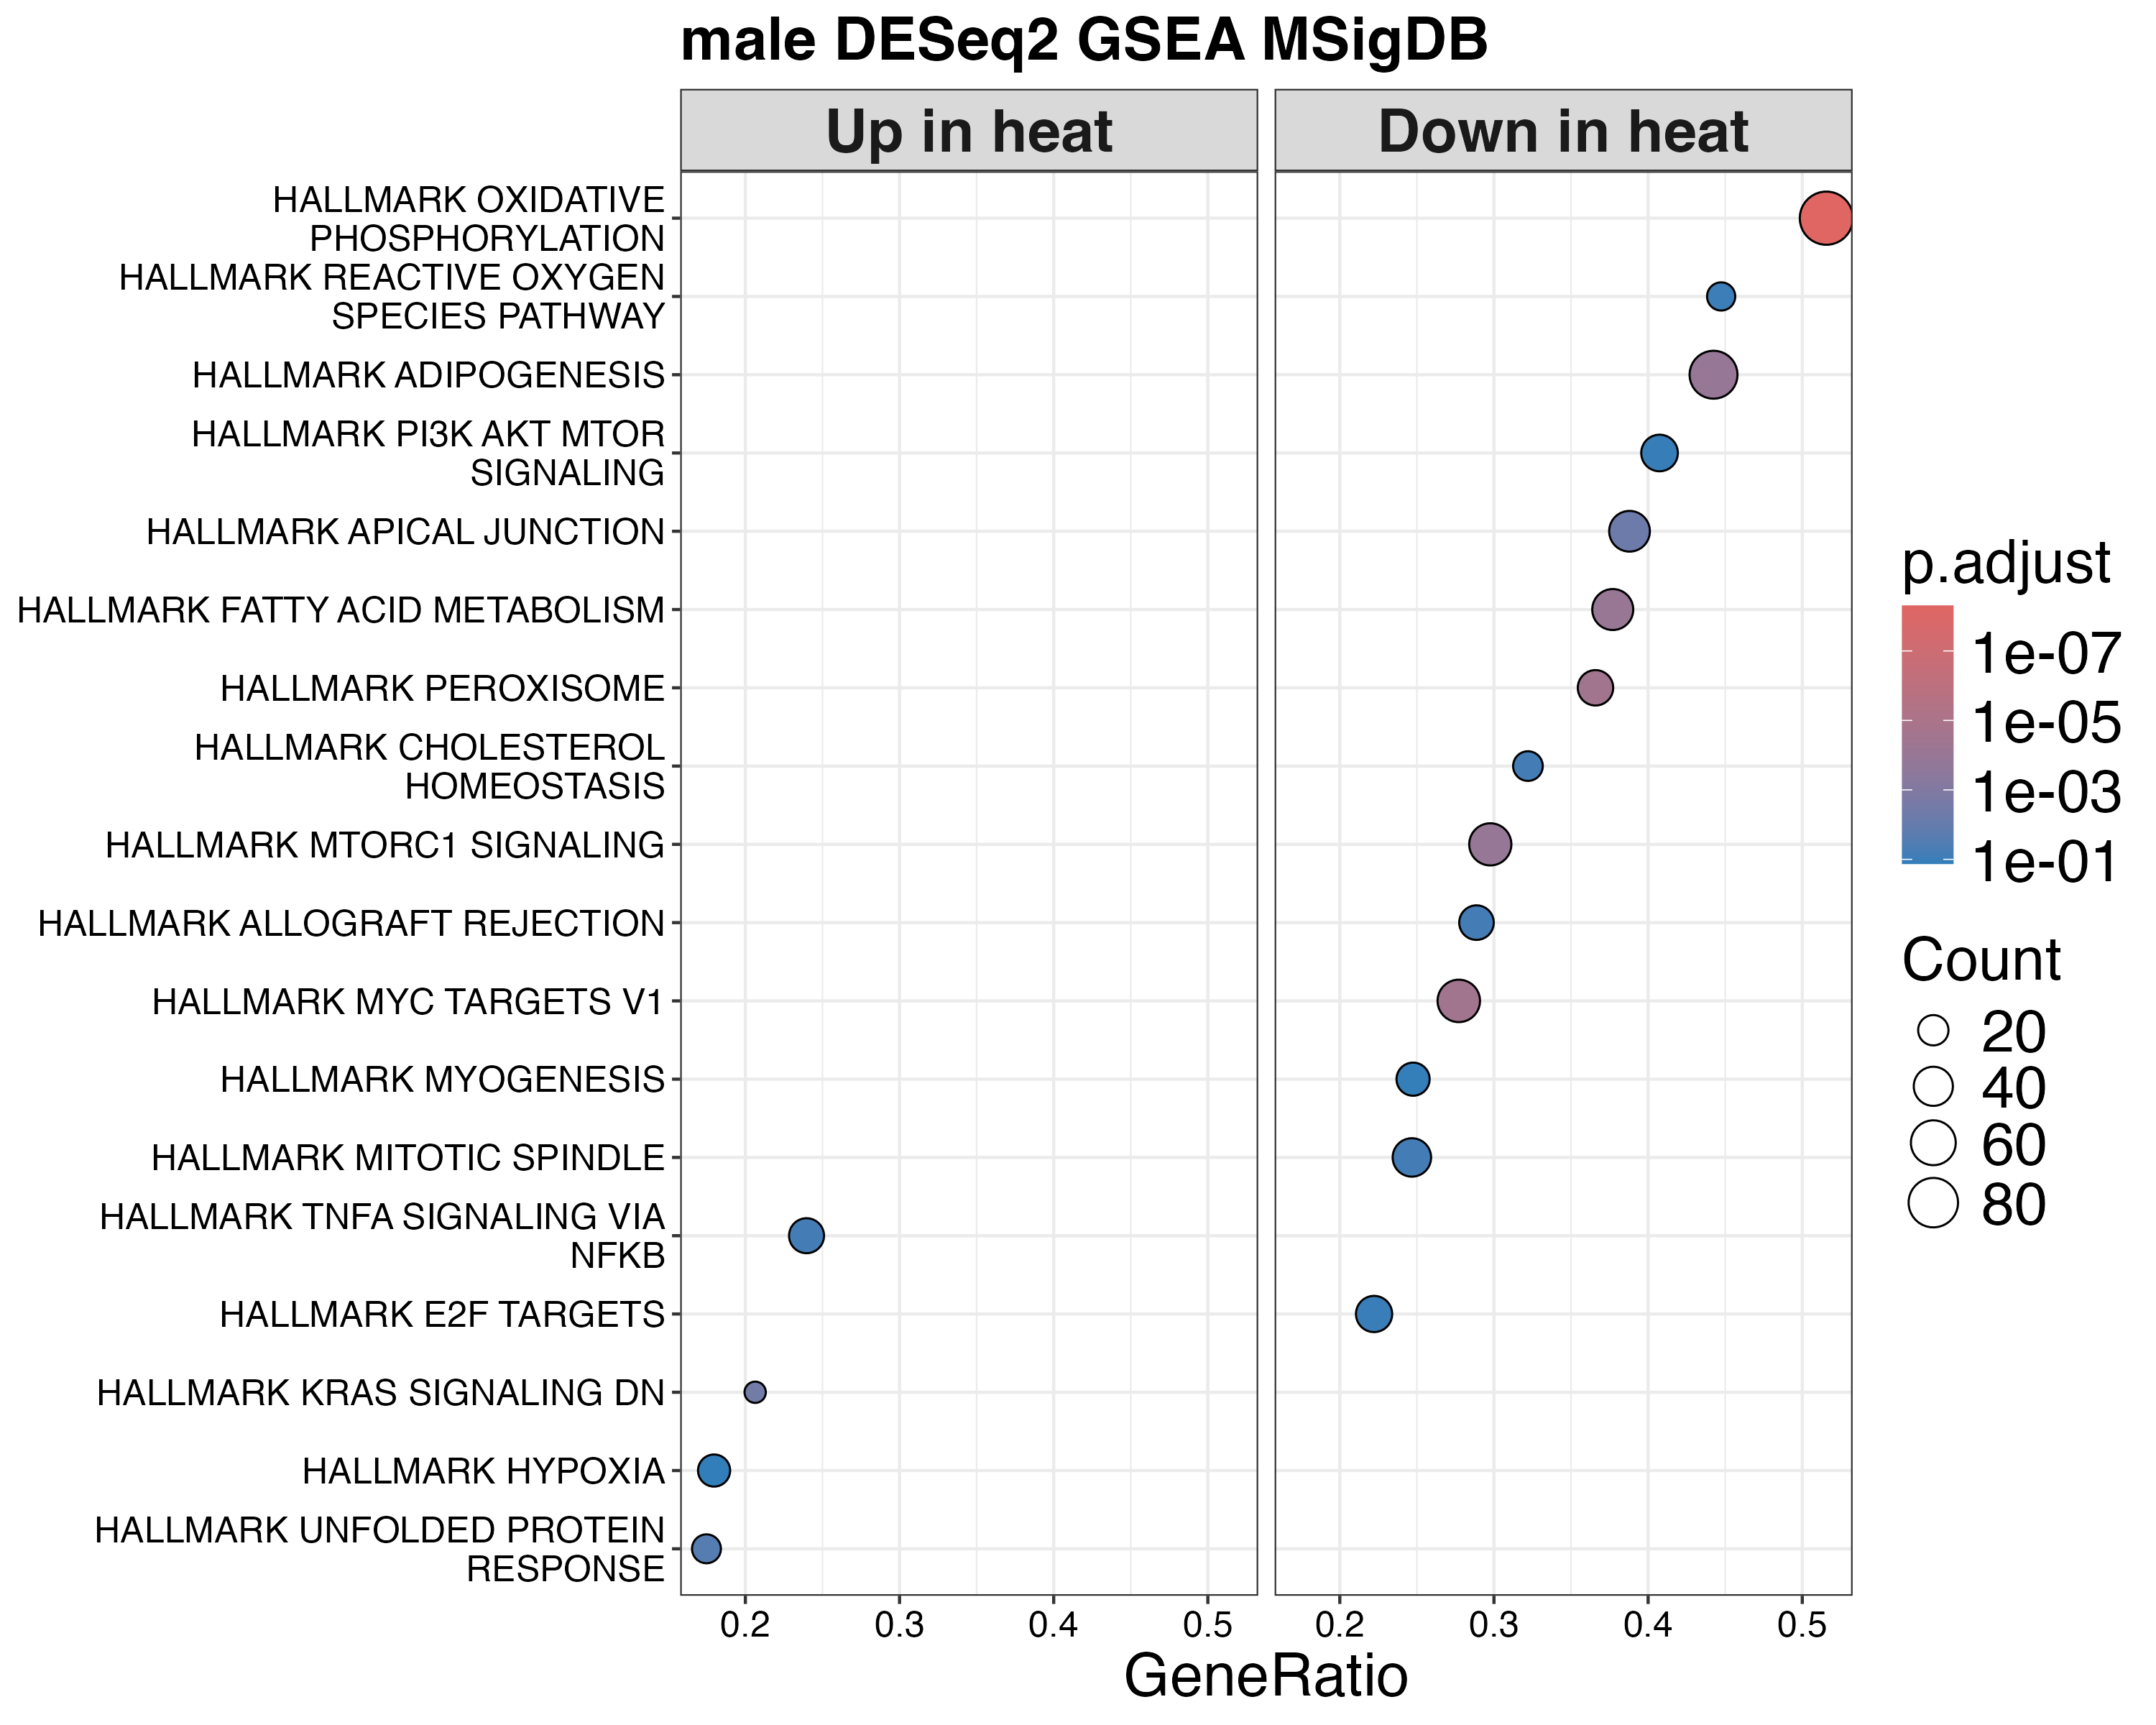 male DESeq2 GSEA MSigDB
Up in heat
Down in heat
HALLMARK OXIDATIVE
PHOSPHORYLATION
HALLMARK REACTIVE OXYGEN
SPECIES PATHWAY
HALLMARK ADIPOGENESIS
HALLMARK PI3K AKT MTOR
SIGNALING
HALLMARK APICAL JUNCTION
HALLMARK FATTY ACID METABOLISM
HALLMARK PEROXISOME
HALLMARK CHOLESTEROL
HOMEOSTASIS
HALLMARK MTORC1 SIGNALING
HALLMARK ALLOGRAFT REJECTION
HALLMARK MYC TARGETS V1
HALLMARK MYOGENESIS
HALLMARK MITOTIC SPINDLE
HALLMARK TNFA SIGNALING VIA
NFKB
HALLMARK E2F TARGETS
HALLMARK KRAS SIGNALING DN
HALLMARK HYPOXIA
HALLMARK UNFOLDED PROTEIN
RESPONSE
0.2 0.3 0.4 0.5
0.2 0.3 0.4 0.5
GeneRatio
p.adjust
1e-07
1e-05
1e-03
1e-01
Count
20
40
60
80